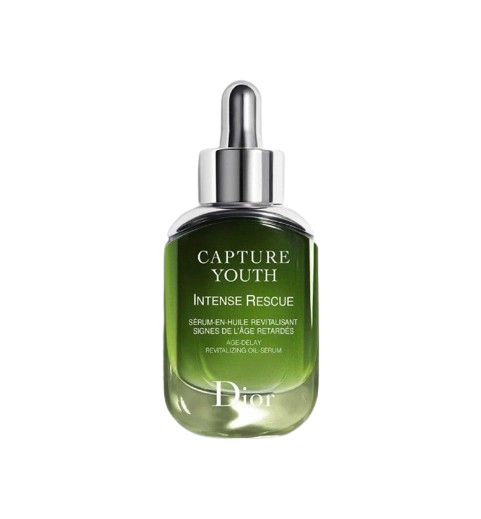 CAPTURE
YOUTH
INTENSE RESCUE
SÉRUM-EN-HUILE REVITALISANT
SIGNES DE L'ÂGE RETARDÉS
AGE-DELAY
REVITALIZING OIL-SERUM
Dior